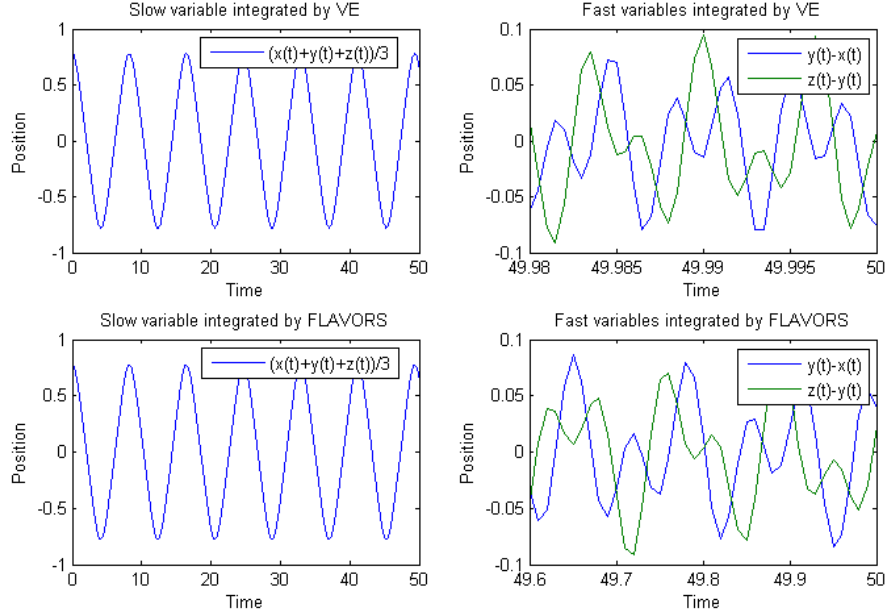 Slow variable integrated by VE
1
0.5
0
-0.5
-1
Position
(x(t)+y(t)+z(t))/3
0
10
20
30
40
50
Time
Fast variables integrated by VE
0.1
0.05
0
-0.05
-0.1
Position
y(t)-x(t)
z(t)-y(t)
49.98
49.985
49.99
49.995
50
Time
Slow variable integrated by FLAVORS
1
0.5
0
-0.5
-1
Position
(x(t)+y(t)+z(t))/3
0
10
20
30
40
50
Time
Fast variables integrated by FLAVORS
0.1
0.05
0
-0.05
-0.1
Position
y(t)-x(t)
z(t)-y(t)
49.6
49.7
49.8
49.9
50
Time